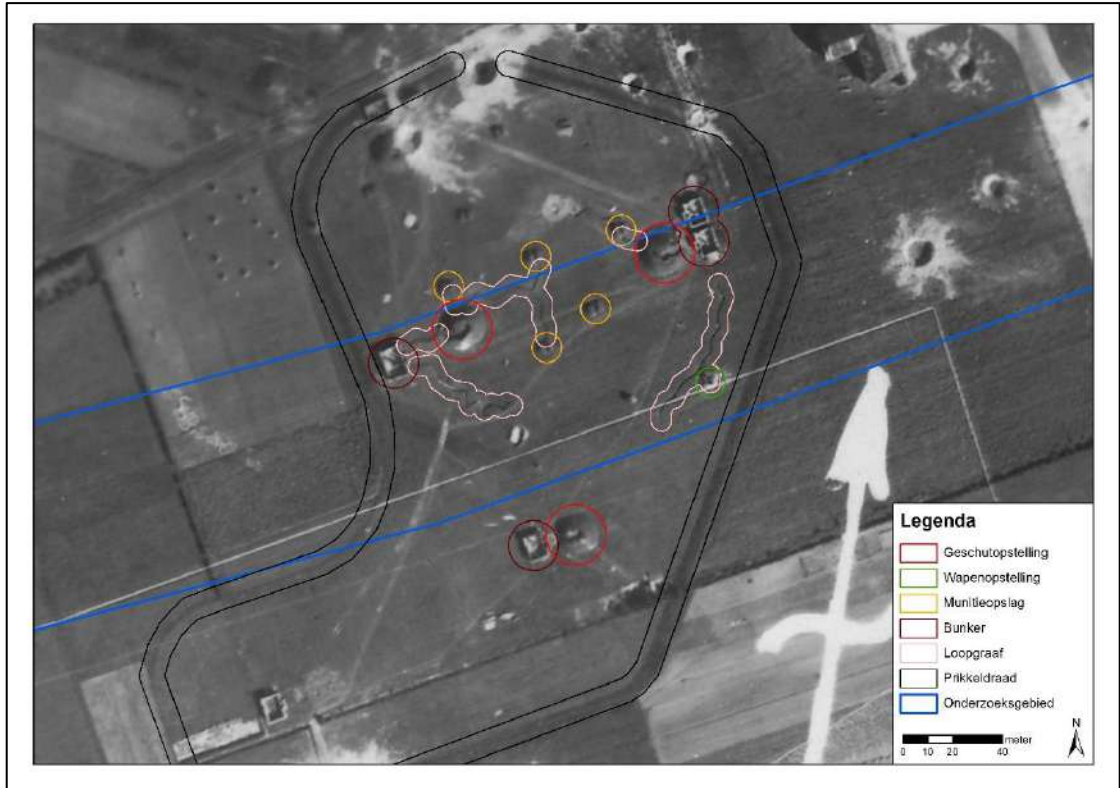 Legenda
Geschutopstelling
Wapenopstelling
Munitieopslag
Bunker
Loopgraaf
Prikkeldraad
Onderzoeksgebied
N
meter
0 10 20 40